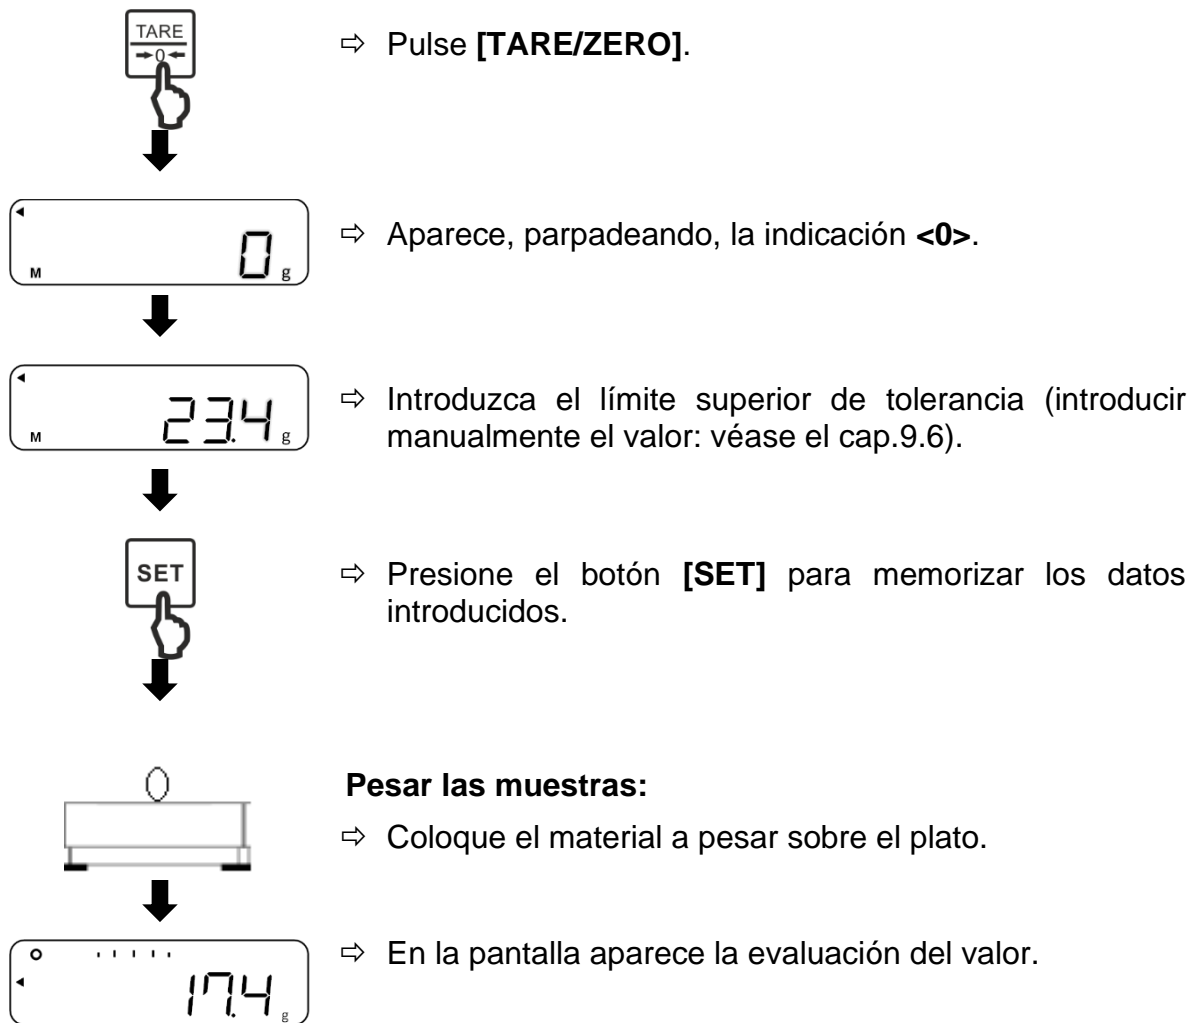 TARE
→0←
⇨ Pulse [TARE/ZERO].
0 g
M
⇨ Aparece, parpadeando, la indicación <0>.
23.4 g
M
⇨ Introduzca el límite superior de tolerancia (introducir
manualmente el valor: véase el cap.9.6).
SET
⇨ Presione el botón [SET] para memorizar los datos
introducidos.
Pesar las muestras:
⇨ Coloque el material a pesar sobre el plato.
17.4 g
⇨ En la pantalla aparece la evaluación del valor.